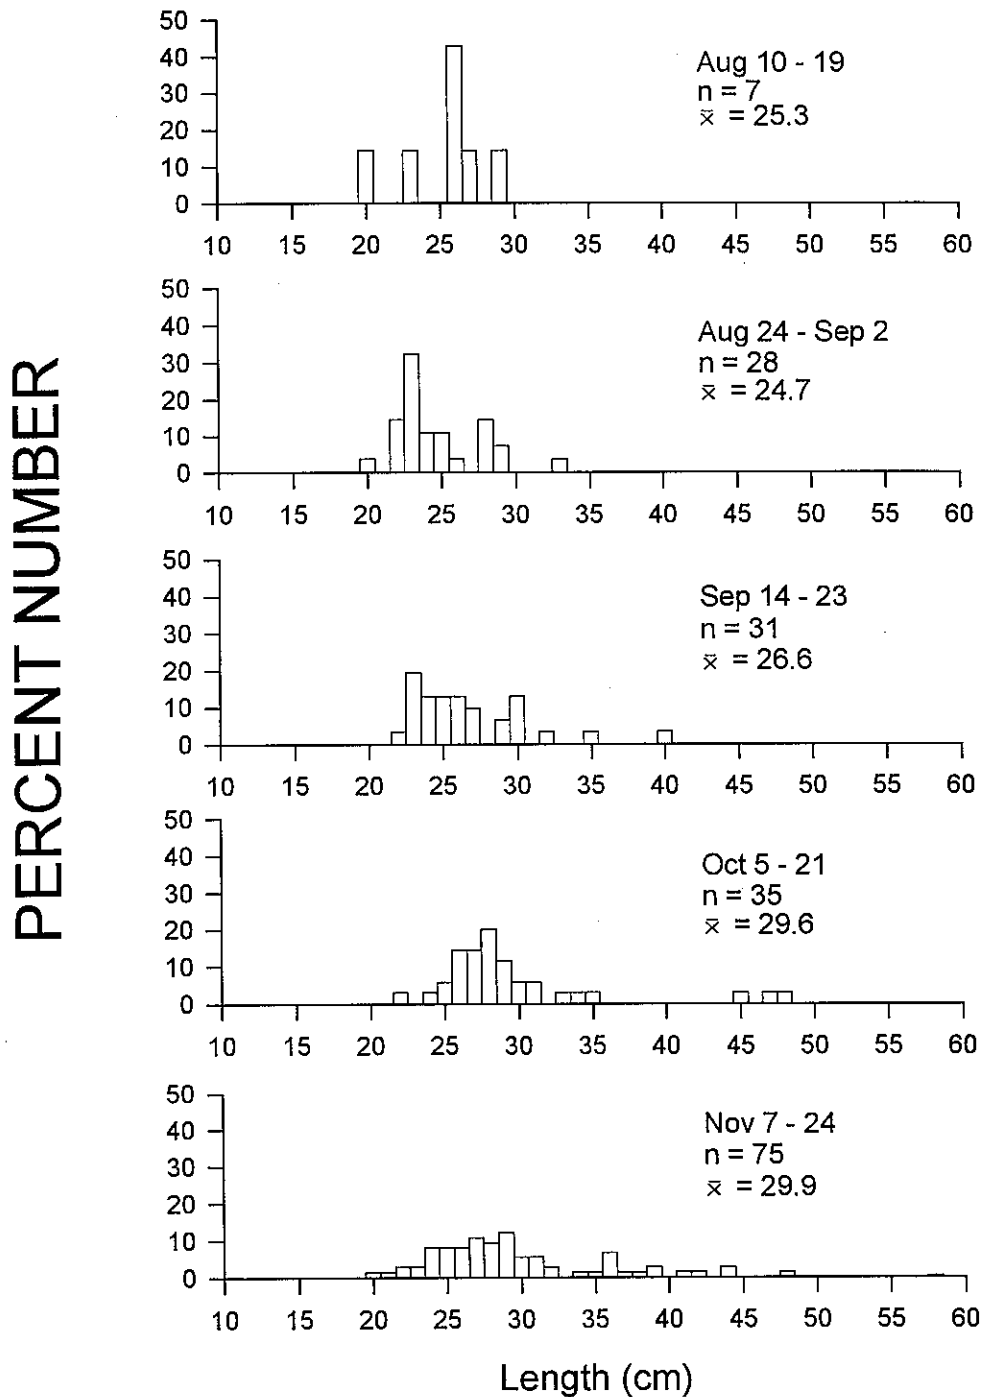 PERCENT NUMBER
50
40
30
20
10
0
10 15 20 25 30 35 40 45 50 55 60
Aug 10 - 19
n = 7
x̄ = 25.3
50
40
30
20
10
0
10 15 20 25 30 35 40 45 50 55 60
Aug 24 - Sep 2
n = 28
x̄ = 24.7
50
40
30
20
10
0
10 15 20 25 30 35 40 45 50 55 60
Sep 14 - 23
n = 31
x̄ = 26.6
50
40
30
20
10
0
10 15 20 25 30 35 40 45 50 55 60
Oct 5 - 21
n = 35
x̄ = 29.6
50
40
30
20
10
0
10 15 20 25 30 35 40 45 50 55 60
Nov 7 - 24
n = 75
x̄ = 29.9
Length (cm)